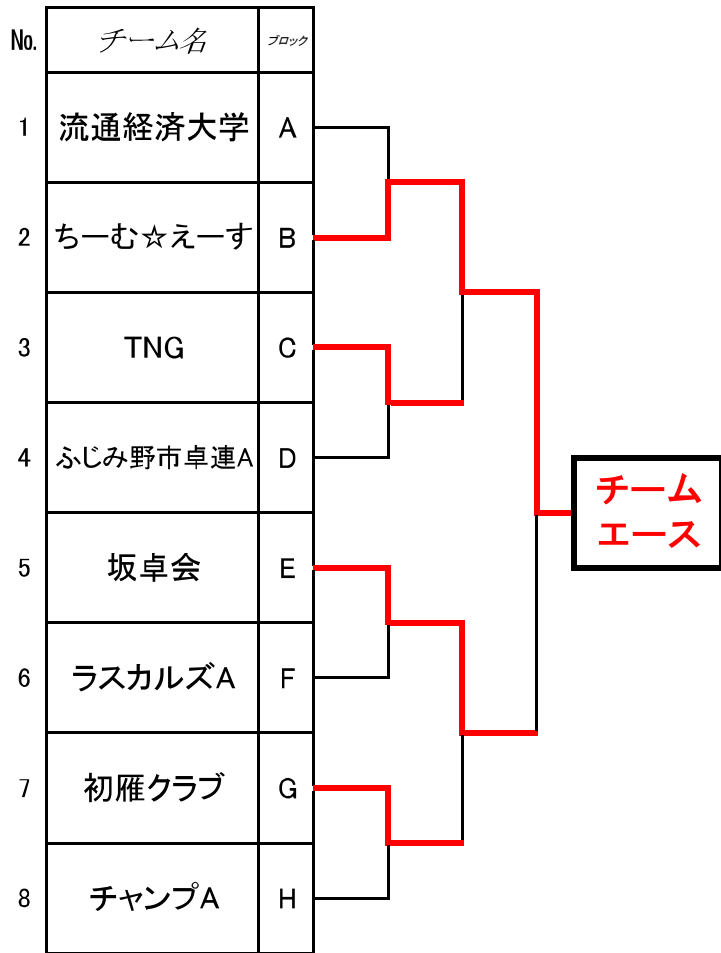 No. チーム名 ブロック
1 流通経済大学 A
2 ちーむ☆えーす B
3 TNG C
4 ふじみ野市卓連A D
5 坂卓会 E
6 ラスカルズA F
7 初雁クラブ G
8 チャンプA H
チーム
エース